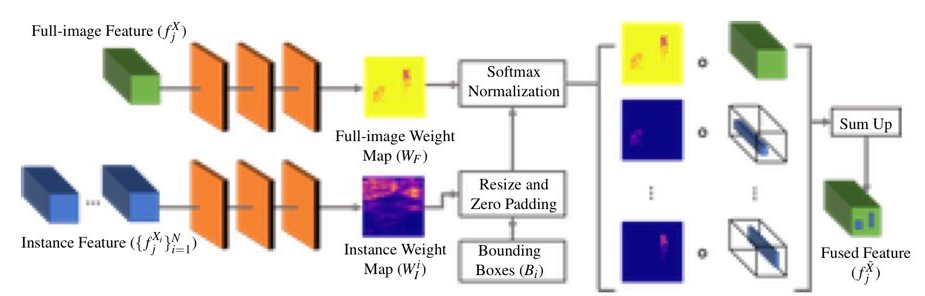 Full-image Feature (f_j^X)
Softmax
Normalization
Full-image Weight
Map (W_F)
Sum Up
...
Resize and
Zero Padding
Instance Feature ({f_j^{X_i}}_{i=1}^N)
Instance Weight
Map (W_I^i)
Bounding
Boxes (B_i)
Fused Feature
(f_j^{X̃})